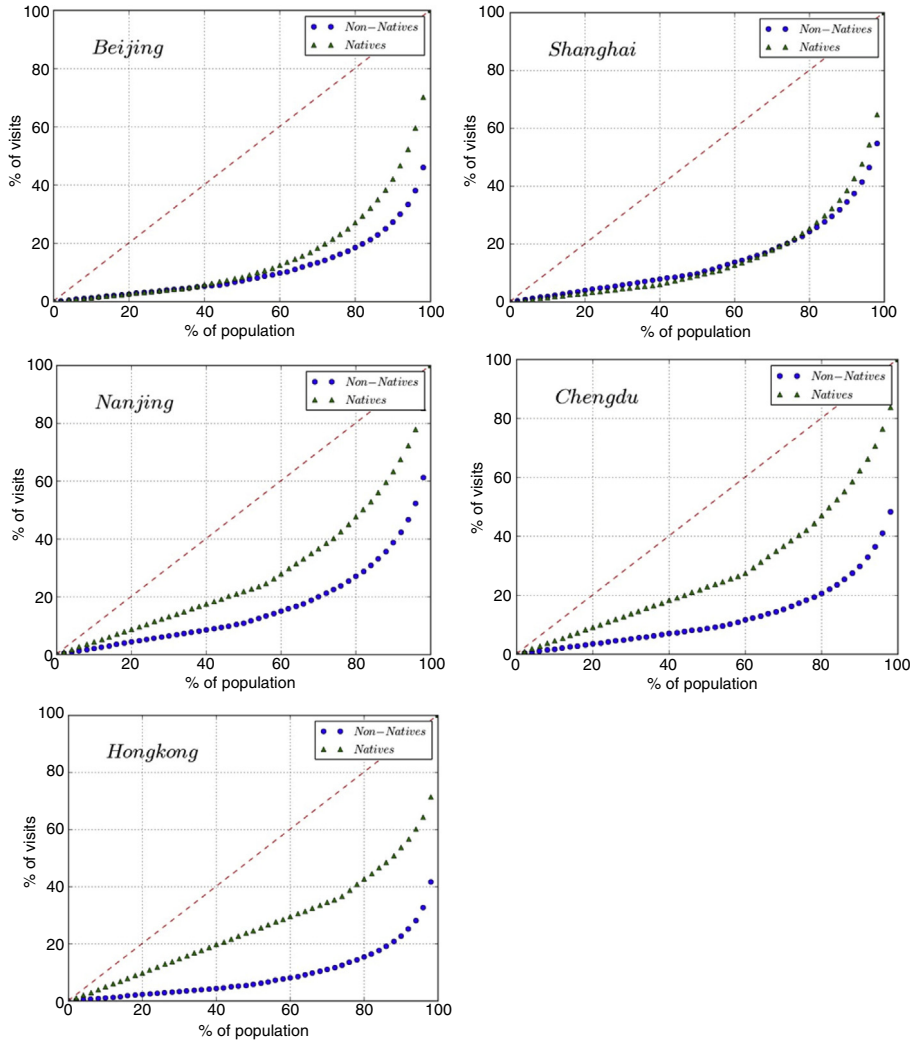 Beijing
Non−Natives
Natives
% of visits
100
80
60
40
20
0
0 20 40 60 80 100
% of population
Shanghai
Non−Natives
Natives
% of visits
100
80
60
40
20
0
0 20 40 60 80 100
% of population
Nanjing
Non−Natives
Natives
% of visits
100
80
60
40
20
0
0 20 40 60 80 100
% of population
Chengdu
Non−Natives
Natives
% of visits
100
80
60
40
20
0
0 20 40 60 80 100
% of population
Hongkong
Non−Natives
Natives
% of visits
100
80
60
40
20
0
0 20 40 60 80 100
% of population